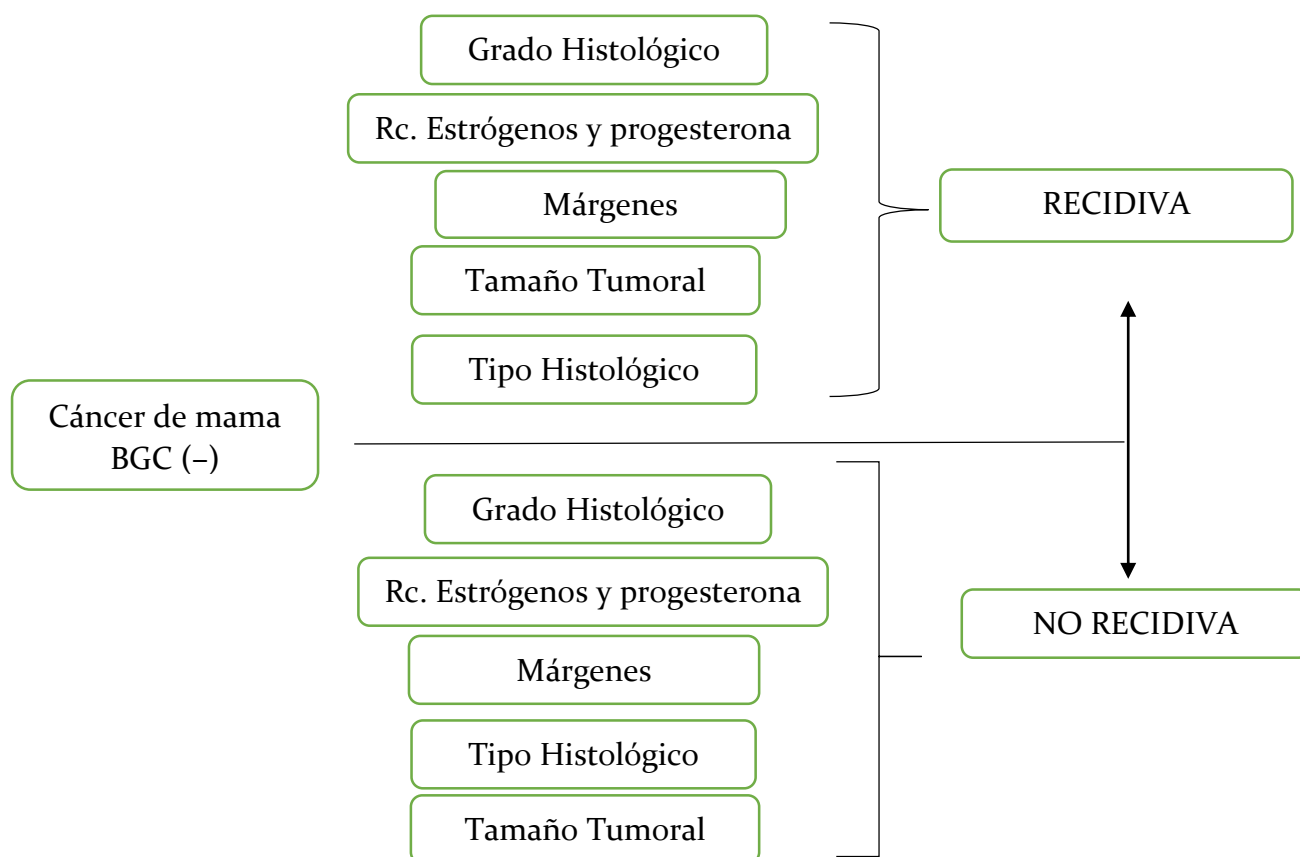 Grado Histológico
Rc. Estrógenos y progesterona
Márgenes
Tamaño Tumoral
Tipo Histológico
RECIDIVA
Cáncer de mama
BGC (–)
Grado Histológico
Rc. Estrógenos y progesterona
Márgenes
Tipo Histológico
Tamaño Tumoral
NO RECIDIVA